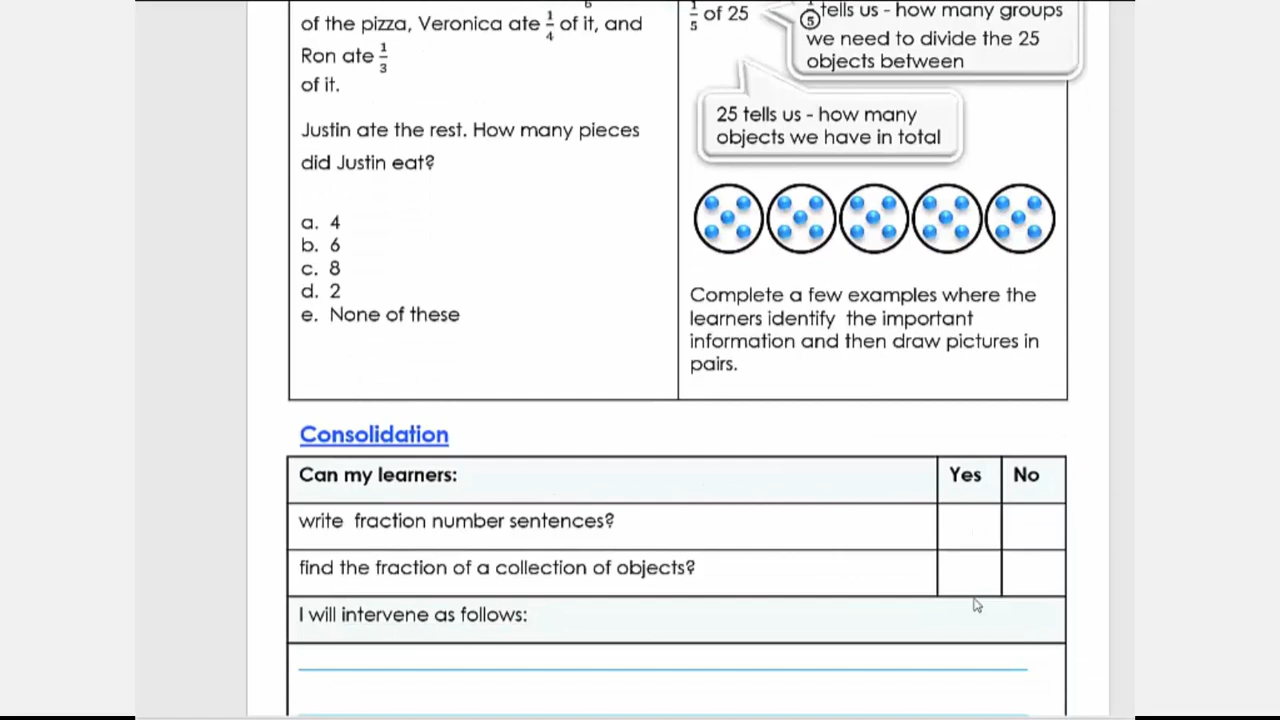 of the pizza, Veronica ate 1/4 of it, and
Ron ate 1/3
of it.
Justin ate the rest. How many pieces
did Justin eat?
a. 4
b. 6
c. 8
d. 2
e. None of these
1/5 of 25
5 tells us - how many groups
we need to divide the 25
objects between
25 tells us - how many
objects we have in total
Complete a few examples where the
learners identify the important
information and then draw pictures in
pairs.
Consolidation
Can my learners:
Yes
No
write fraction number sentences?
find the fraction of a collection of objects?
I will intervene as follows: